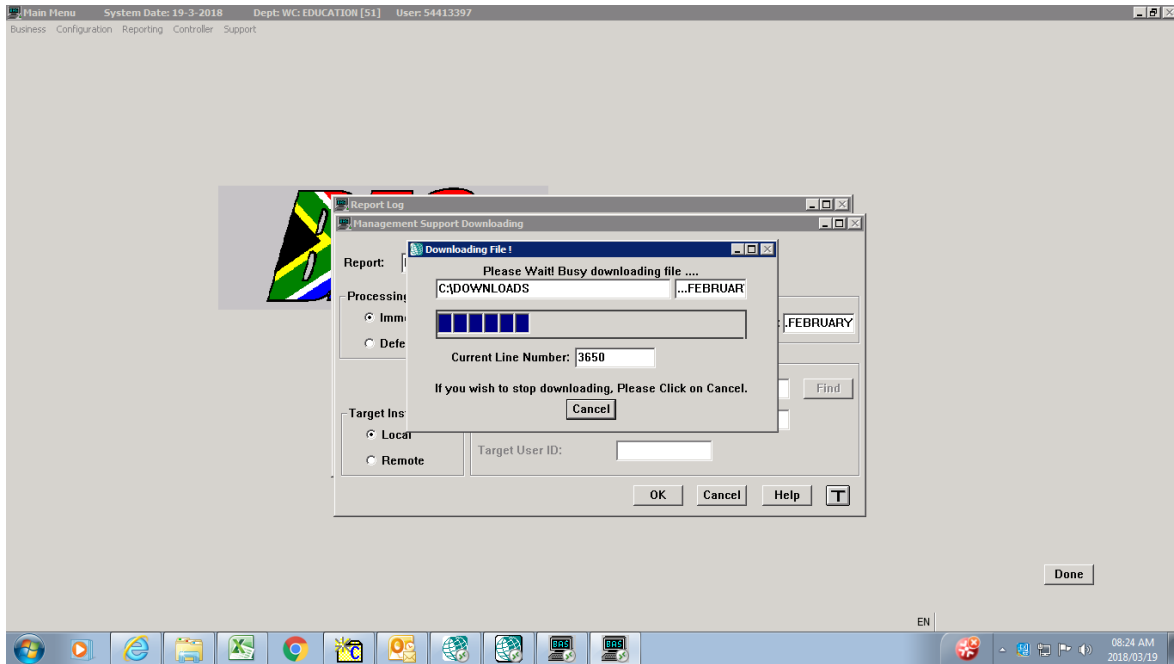 Main Menu System Date: 19-3-2018 Dept: WC: EDUCATION [51] User: 54413397
Business Configuration Reporting Controller Support
Report Log
Management Support Downloading
Downloading File !
Report:
Please Wait! Busy downloading file ....
C:\DOWNLOADS ...FEBRUAR
Processing
Imm
.FEBRUARY
Defe
Current Line Number: 3650
If you wish to stop downloading, Please Click on Cancel.
Find
Cancel
Target Ins
Local
Target User ID:
Remote
OK Cancel Help T
Done
EN
BAS BAS
08:24 AM
2018/03/19